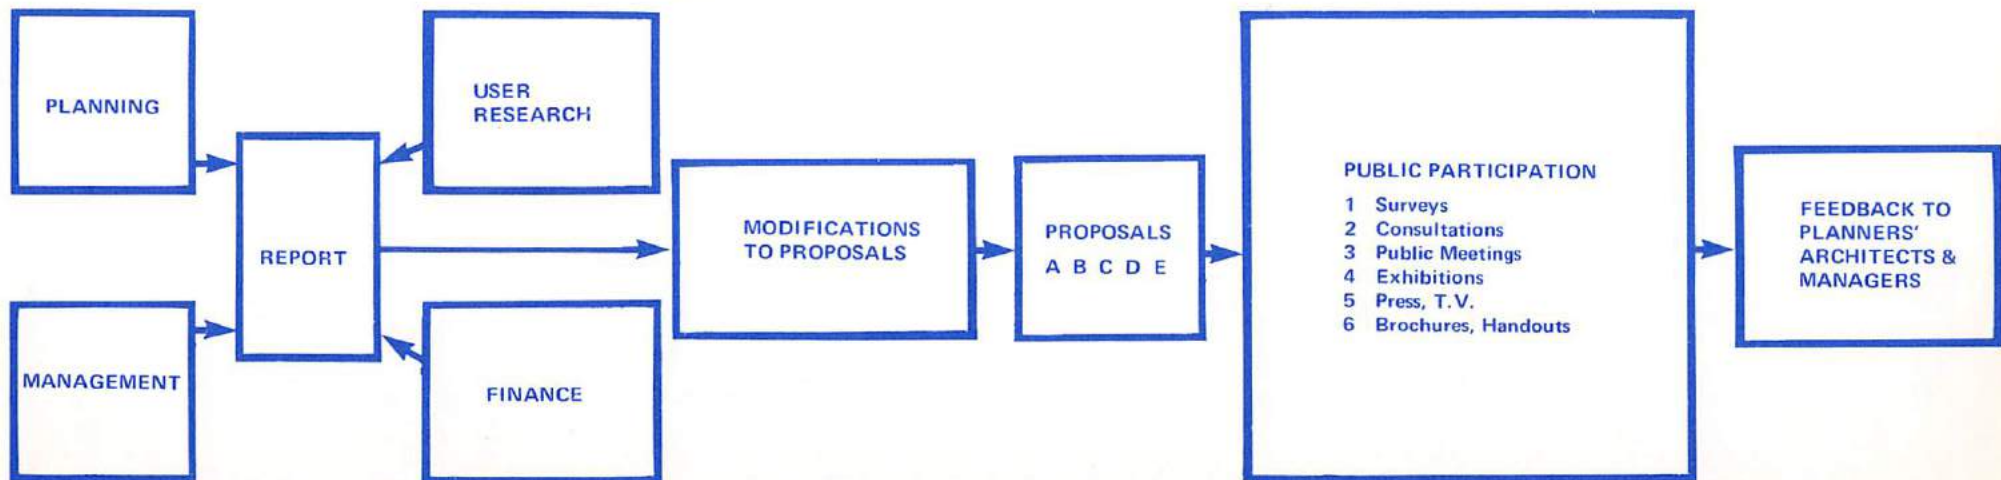 PLANNING
USER
RESEARCH
REPORT
MANAGEMENT
FINANCE
MODIFICATIONS
TO PROPOSALS
PROPOSALS
A B C D E
PUBLIC PARTICIPATION
1 Surveys
2 Consultations
3 Public Meetings
4 Exhibitions
5 Press, T.V.
6 Brochures, Handouts
FEEDBACK TO
PLANNERS'
ARCHITECTS &
MANAGERS